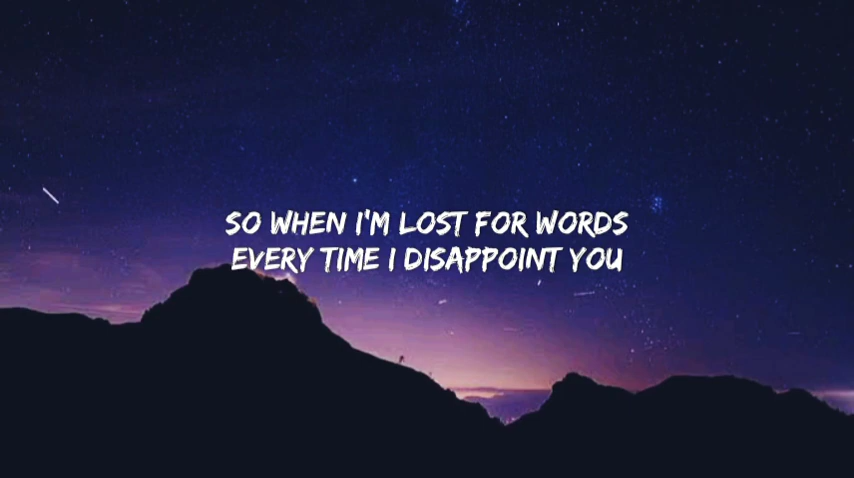 SO WHEN I'M LOST FOR WORDS
EVERY TIME I DISAPPOINT YOU